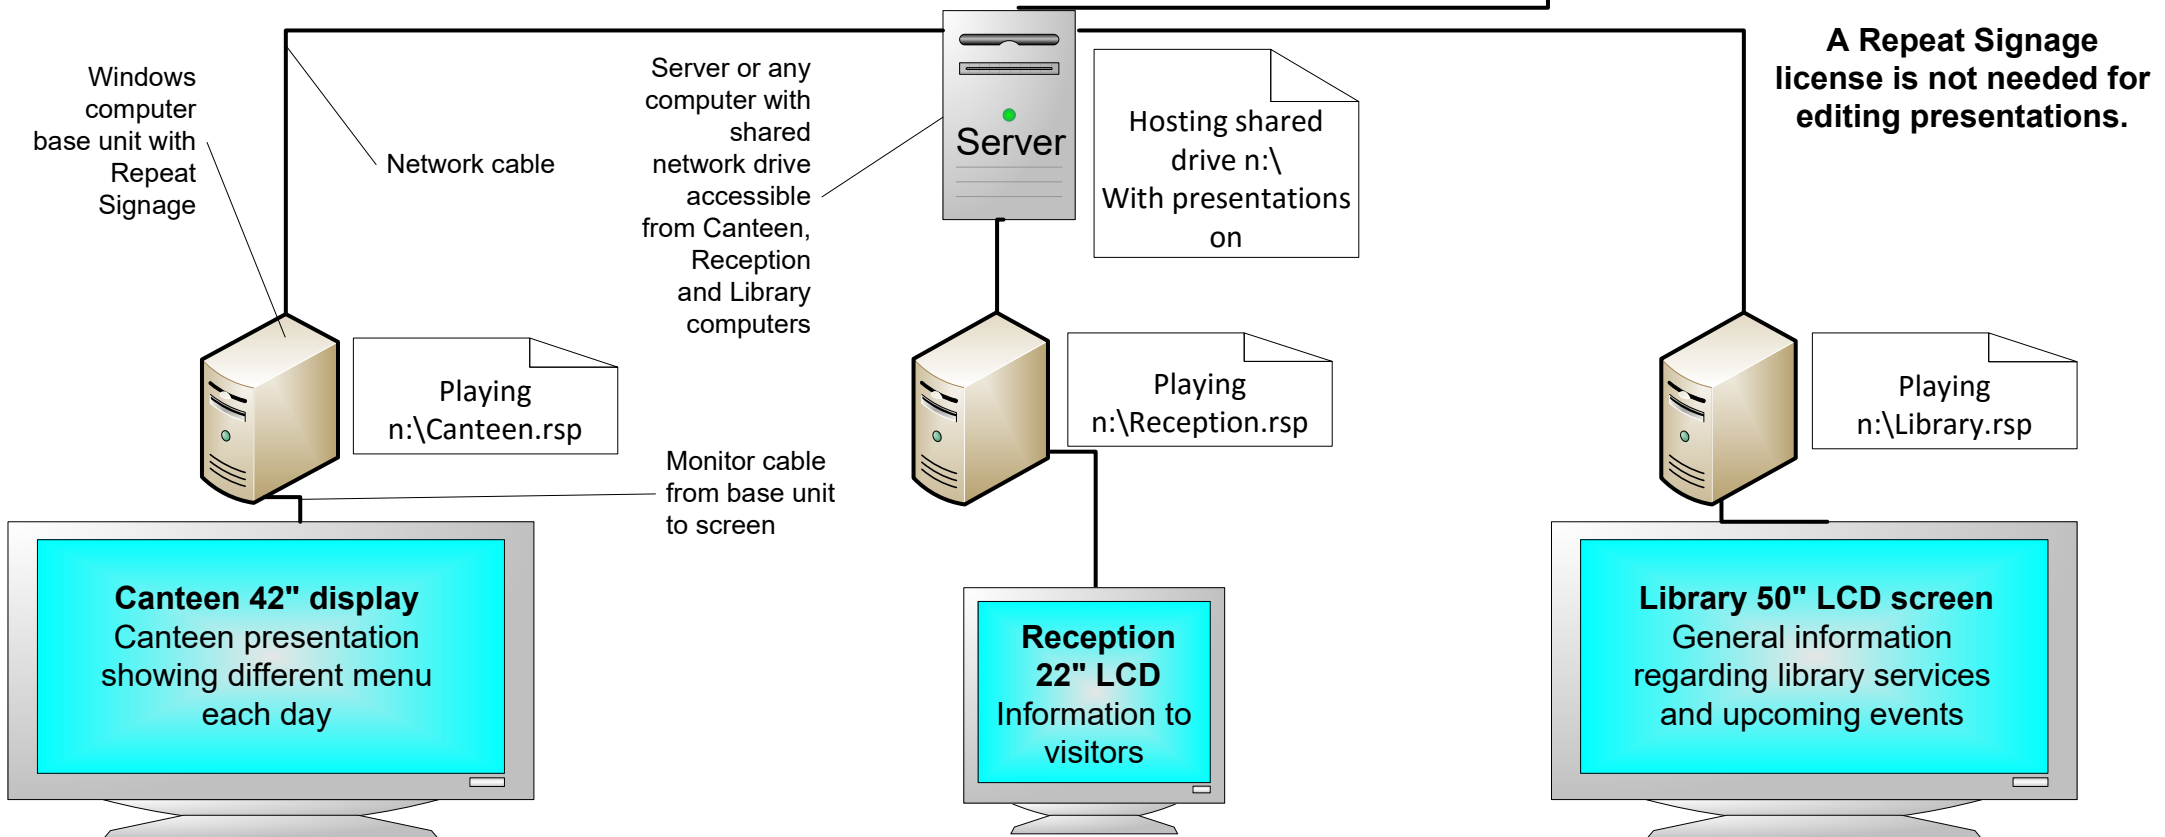 Windows
computer
base unit with
Repeat
Signage
Network cable
Server or any
computer with
shared
network drive
accessible
from Canteen,
Reception
and Library
computers
Server
Hosting shared
drive n:\
With presentations
on
A Repeat Signage
license is not needed for
editing presentations.
Playing
n:\Canteen.rsp
Monitor cable
from base unit
to screen
Playing
n:\Reception.rsp
Playing
n:\Library.rsp
Canteen 42" display
Canteen presentation
showing different menu
each day
Reception
22" LCD
Information to
visitors
Library 50" LCD screen
General information
regarding library services
and upcoming events